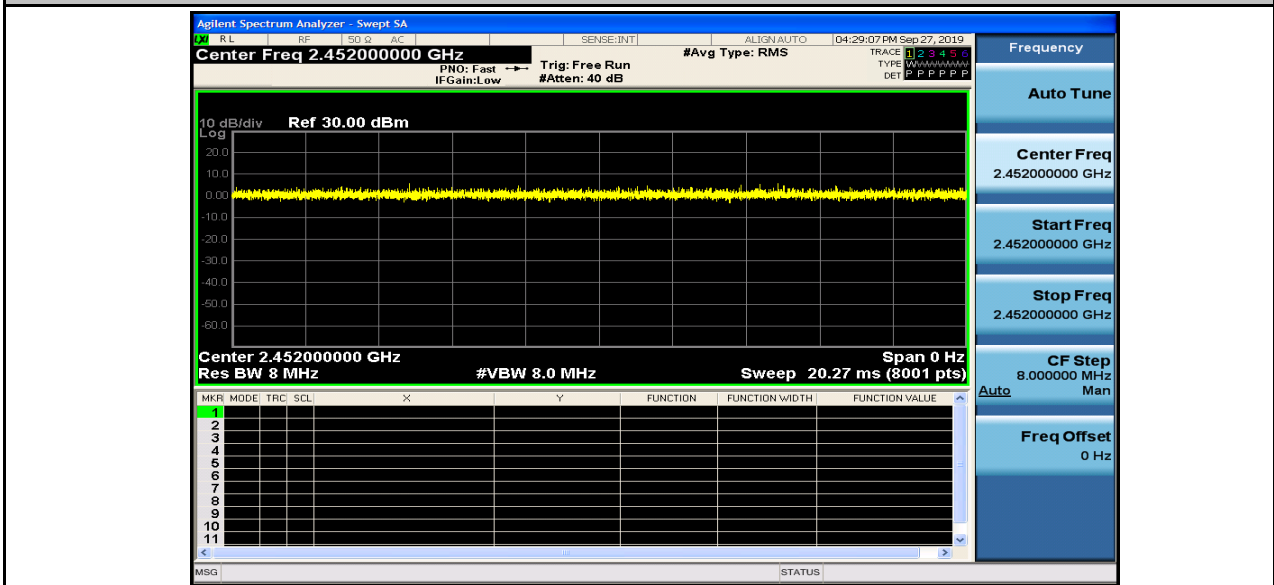 Agilent Spectrum Analyzer - Swept SA
LXI RL RF 50 Ω AC SENSE:INT ALIGN AUTO 04:29:07 PM Sep 27, 2019
Center Freq 2.452000000 GHz
PNO: Fast
IFGain:Low
Trig: Free Run
#Atten: 40 dB
#Avg Type: RMS
TRACE 1 2 3 4 5 6
TYPE WWWWWW
DET P P P P P P
10 dB/div Ref 30.00 dBm
Log
20.0
10.0
0.00
-10.0
-20.0
-30.0
-40.0
-50.0
-60.0
Center 2.452000000 GHz Span 0 Hz
Res BW 8 MHz #VBW 8.0 MHz Sweep 20.27 ms (8001 pts)
MKR MODE TRC SCL X Y FUNCTION FUNCTION WIDTH FUNCTION VALUE
1
2
3
4
5
6
7
8
9
10
11
MSG STATUS
Frequency
Auto Tune
Center Freq
2.452000000 GHz
Start Freq
2.452000000 GHz
Stop Freq
2.452000000 GHz
CF Step
8.000000 MHz
Auto Man
Freq Offset
0 Hz